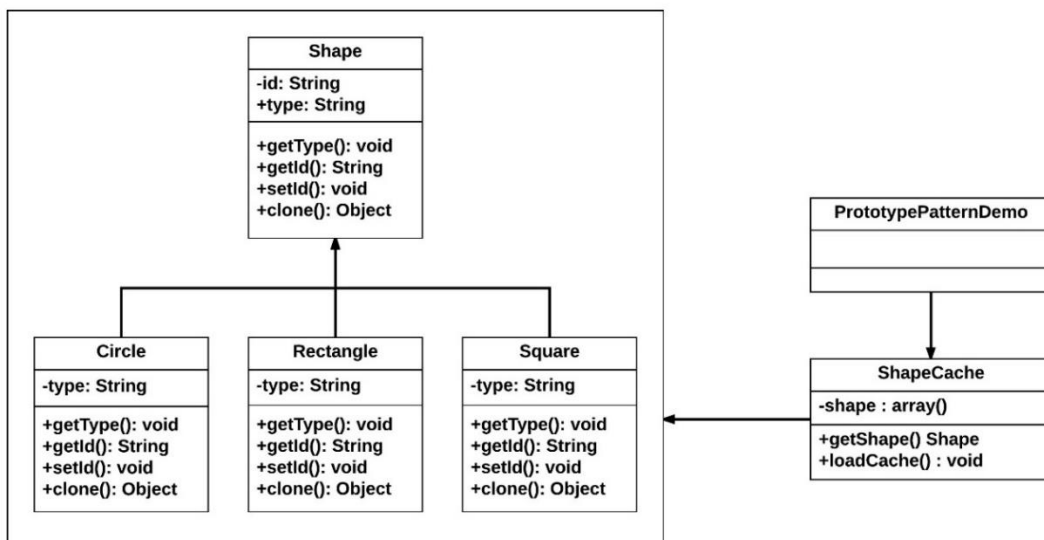 Shape
-id: String
+type: String
+getType(): void
+getId(): String
+setId(): void
+clone(): Object
Circle
-type: String
+getType(): void
+getId(): String
+setId(): void
+clone(): Object
Rectangle
-type: String
+getType(): void
+getId(): String
+setId(): void
+clone(): Object
Square
-type: String
+getType(): void
+getId(): String
+setId(): void
+clone(): Object
PrototypePatternDemo
ShapeCache
-shape : array()
+getShape() Shape
+loadCache() : void